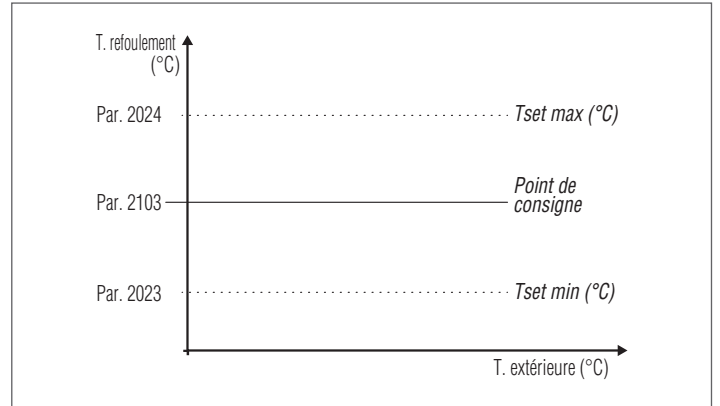 T. refoulement
(°C)
Par. 2024
Tset max (°C)
Par. 2103
Point de
consigne
Par. 2023
Tset min (°C)
T. extérieure (°C)